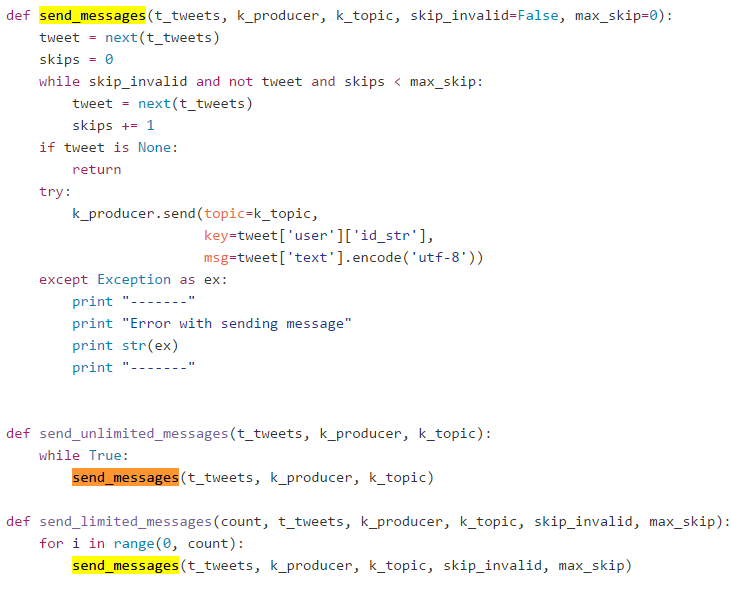 def send_messages(t_tweets, k_producer, k_topic, skip_invalid=False, max_skip=0):
    tweet = next(t_tweets)
    skips = 0
    while skip_invalid and not tweet and skips < max_skip:
        tweet = next(t_tweets)
        skips += 1
    if tweet is None:
        return
    try:
        k_producer.send(topic=k_topic,
                        key=tweet['user']['id_str'],
                        msg=tweet['text'].encode('utf-8'))
    except Exception as ex:
        print "-------"
        print "Error with sending message"
        print str(ex)
        print "-------"


def send_unlimited_messages(t_tweets, k_producer, k_topic):
    while True:
        send_messages(t_tweets, k_producer, k_topic)

def send_limited_messages(count, t_tweets, k_producer, k_topic, skip_invalid, max_skip):
    for i in range(0, count):
        send_messages(t_tweets, k_producer, k_topic, skip_invalid, max_skip)